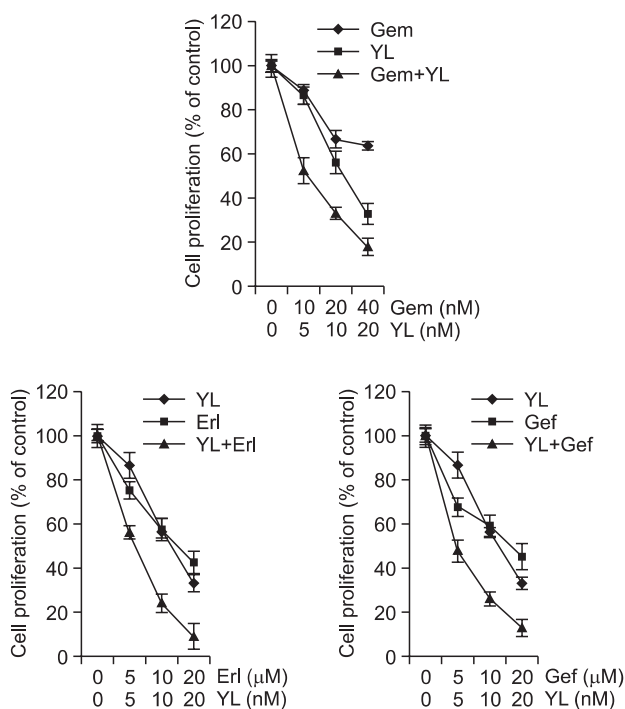 Cell proliferation (% of control)
120
100
80
60
40
20
0
Gem
YL
Gem+YL
0 10 20 40 Gem (nM)
0 5 10 20 YL (nM)
Cell proliferation (% of control)
120
100
80
60
40
20
0
YL
Erl
YL+Erl
0 5 10 20 Erl (μM)
0 5 10 20 YL (nM)
Cell proliferation (% of control)
120
100
80
60
40
20
0
YL
Gef
YL+Gef
0 5 10 20 Gef (μM)
0 5 10 20 YL (nM)